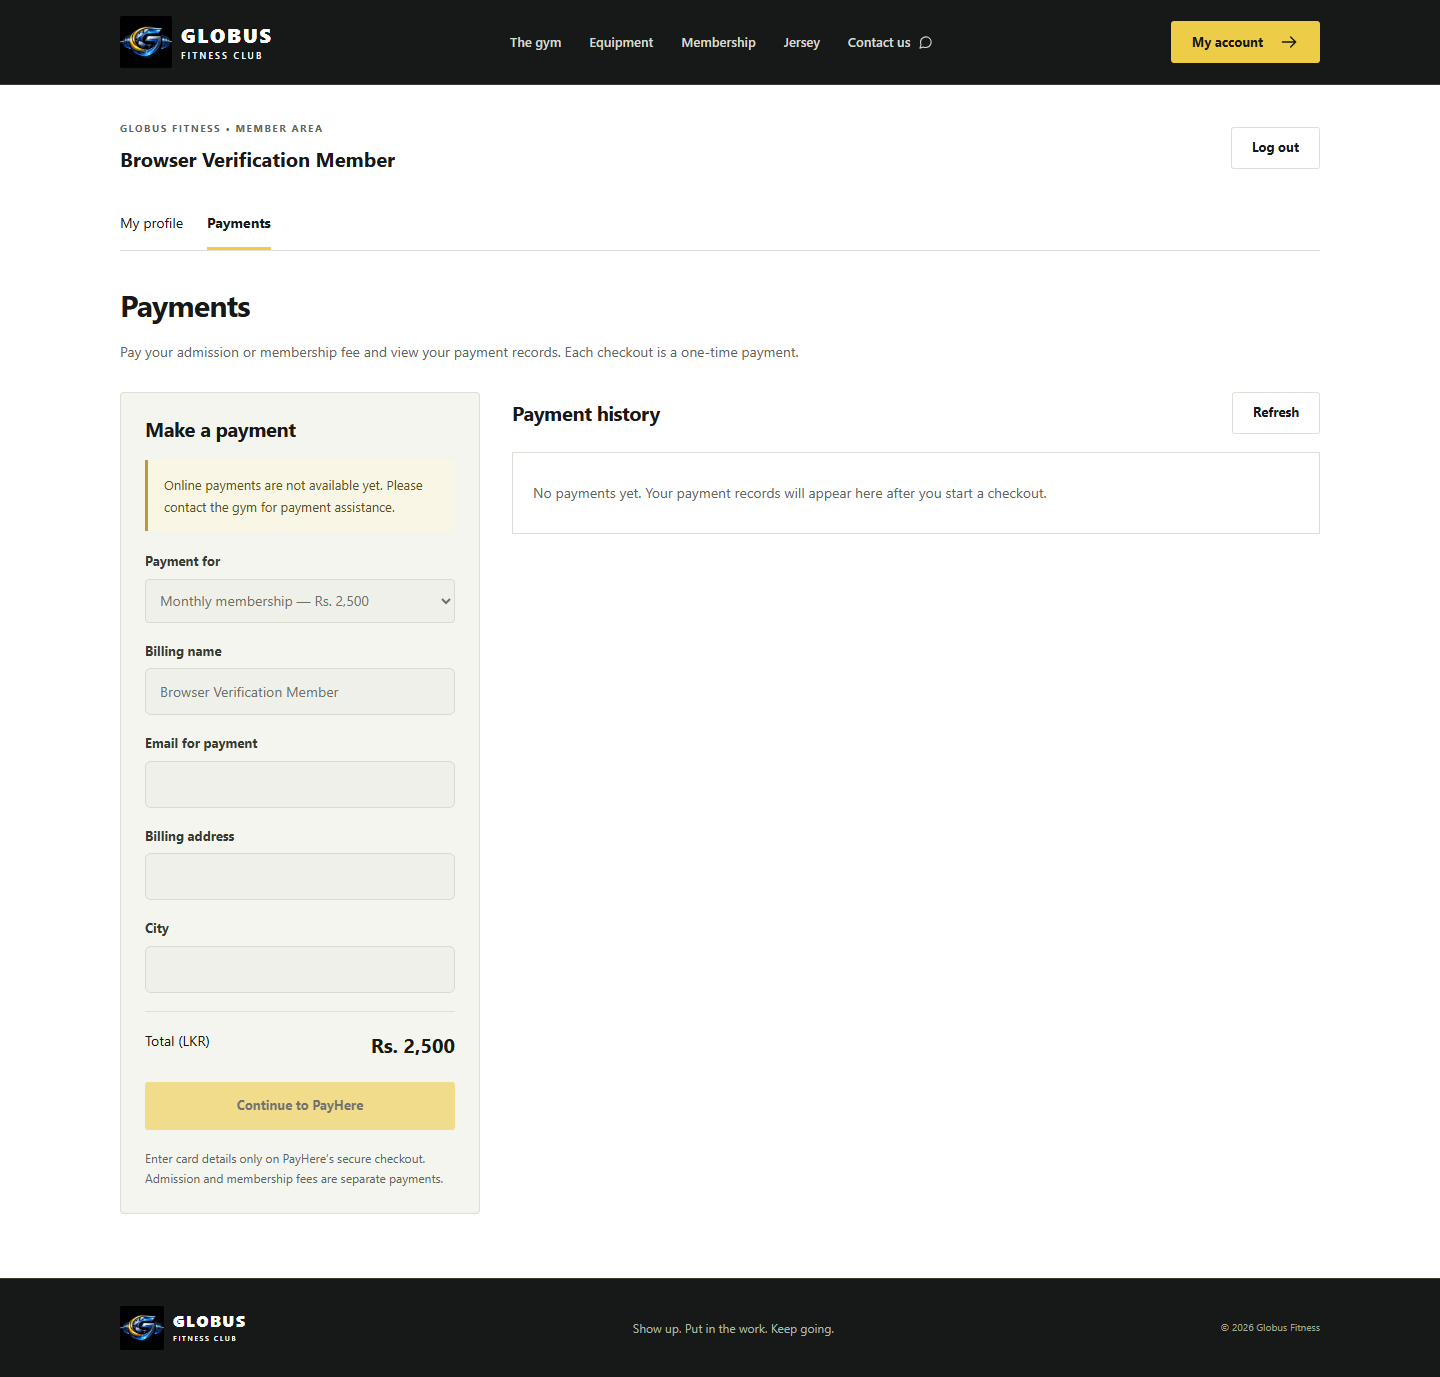 GLOBUS
FITNESS CLUB
The gym
Equipment
Membership
Jersey
Contact us
My account
GLOBUS FITNESS • MEMBER AREA
Browser Verification Member
Log out
My profile
Payments
Payments
Pay your admission or membership fee and view your payment records. Each checkout is a one-time payment.
Make a payment
Online payments are not available yet. Please
contact the gym for payment assistance.
Payment for
Monthly membership — Rs. 2,500
Billing name
Browser Verification Member
Email for payment
Billing address
City
Total (LKR)
Rs. 2,500
Continue to PayHere
Enter card details only on PayHere's secure checkout.
Admission and membership fees are separate payments.
Payment history
Refresh
No payments yet. Your payment records will appear here after you start a checkout.
GLOBUS
FITNESS CLUB
Show up. Put in the work. Keep going.
© 2026 Globus Fitness